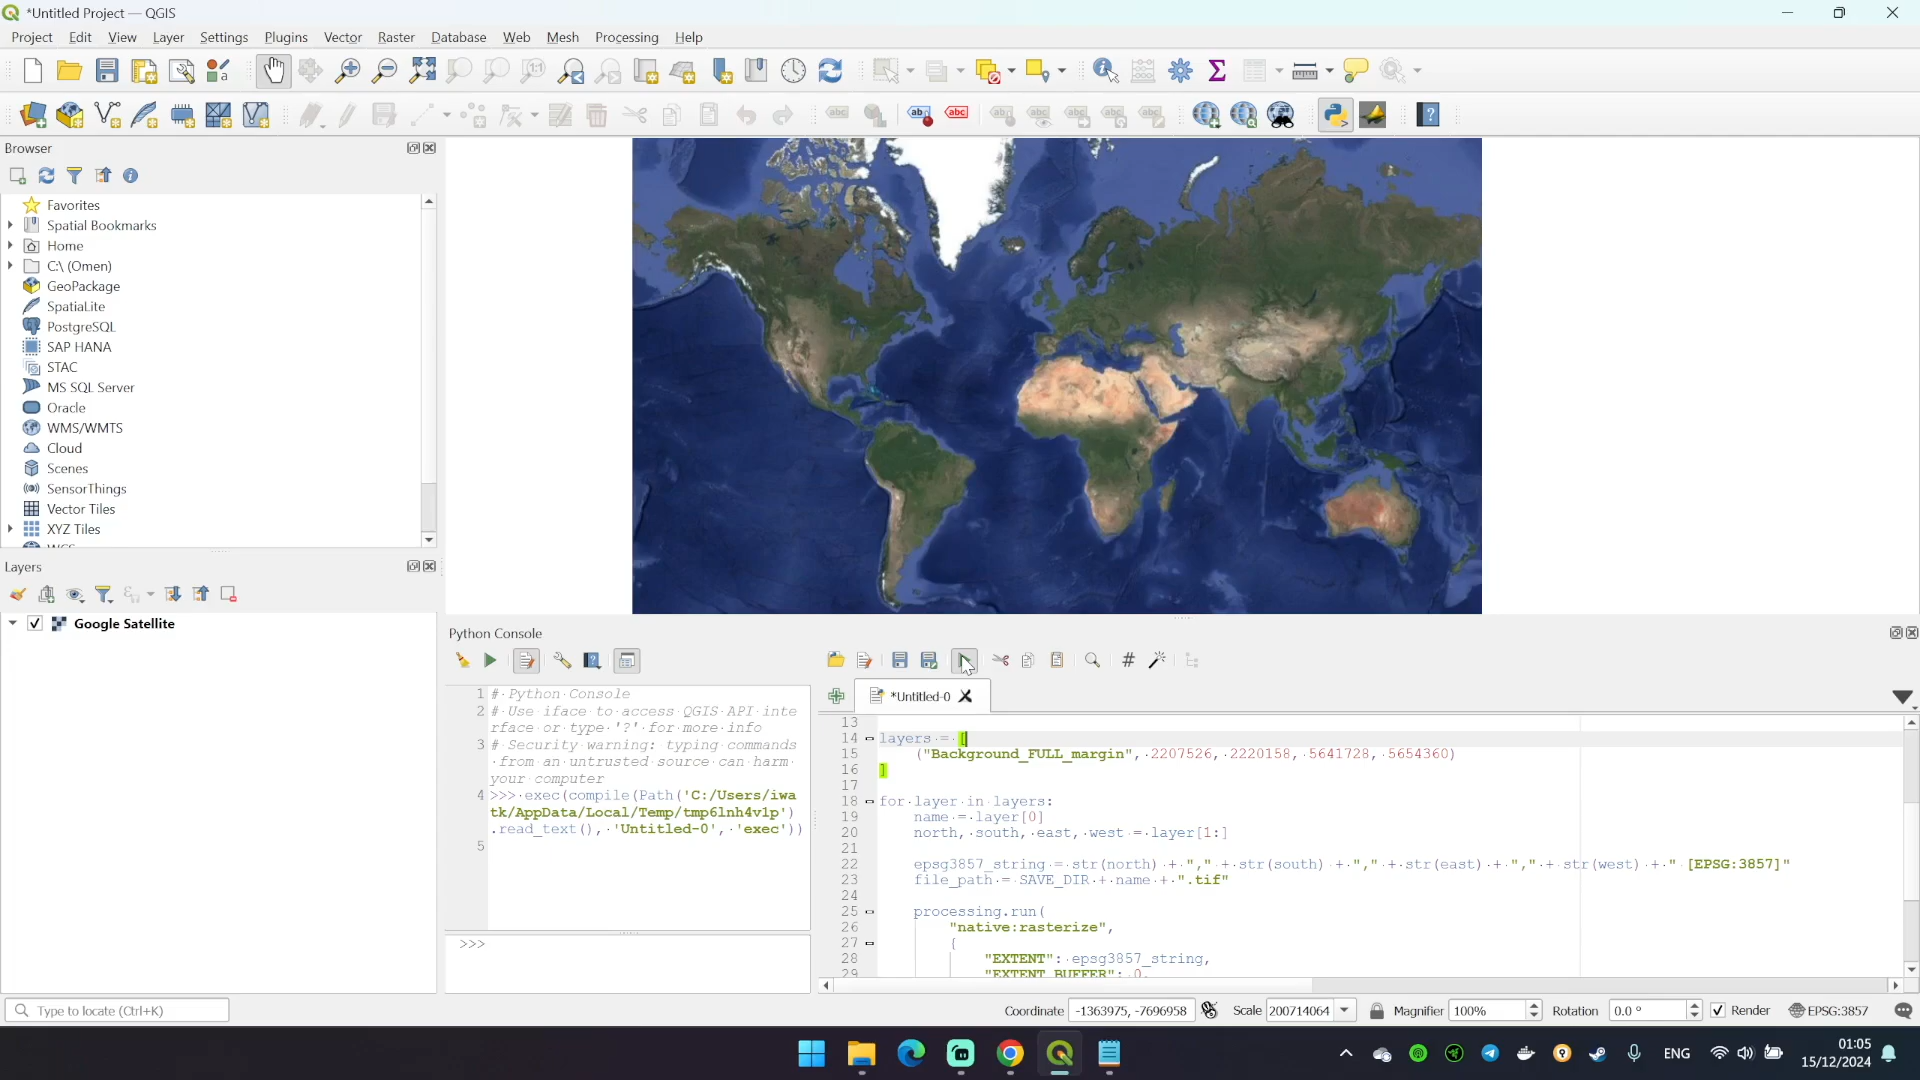 *Untitled Project — QGIS
Project Edit View Layer Settings Plugins Vector Raster Database Web Mesh Processing Help
Browser
Favorites
Spatial Bookmarks
Home
C:\ (Omen)
GeoPackage
SpatiaLite
PostgreSQL
SAP HANA
STAC
MS SQL Server
Oracle
WMS/WMTS
Cloud
Scenes
SensorThings
Vector Tiles
XYZ Tiles
Layers
Google Satellite
Python Console
1 # Python Console
2 # Use iface to access QGIS API inte
rface or type '?' for more info
3 # Security warning: typing commands
from an untrusted source can harm
your computer
4 >>> exec(compile(Path('C:/Users/iwa
tk/AppData/Local/Temp/tmp6lnh4v1p')
.read_text(), 'Untitled-0', 'exec'))
5
>>>
*Untitled-0
13
14 layers = [
15 ("Background_FULL_margin", 2207526, 2220158, 5641728, 5654360)
16 ]
17
18 for layer in layers:
19 name = layer[0]
20 north, south, east, west = layer[1:]
21
22 epsg3857_string = str(north) + "," + str(south) + "," + str(east) + "," + str(west) + " [EPSG:3857]"
23 file_path = SAVE_DIR + name + ".tif"
24
25 processing.run(
26 "native:rasterize",
27 {
28 "EXTENT": epsg3857_string,
29 "EXTENT_BUFFER": 0,
Type to locate (Ctrl+K) Coordinate -1363975, -7696958 Scale 200714064 Magnifier 100% Rotation 0.0 ° Render EPSG:3857
ENG 01:05
15/12/2024